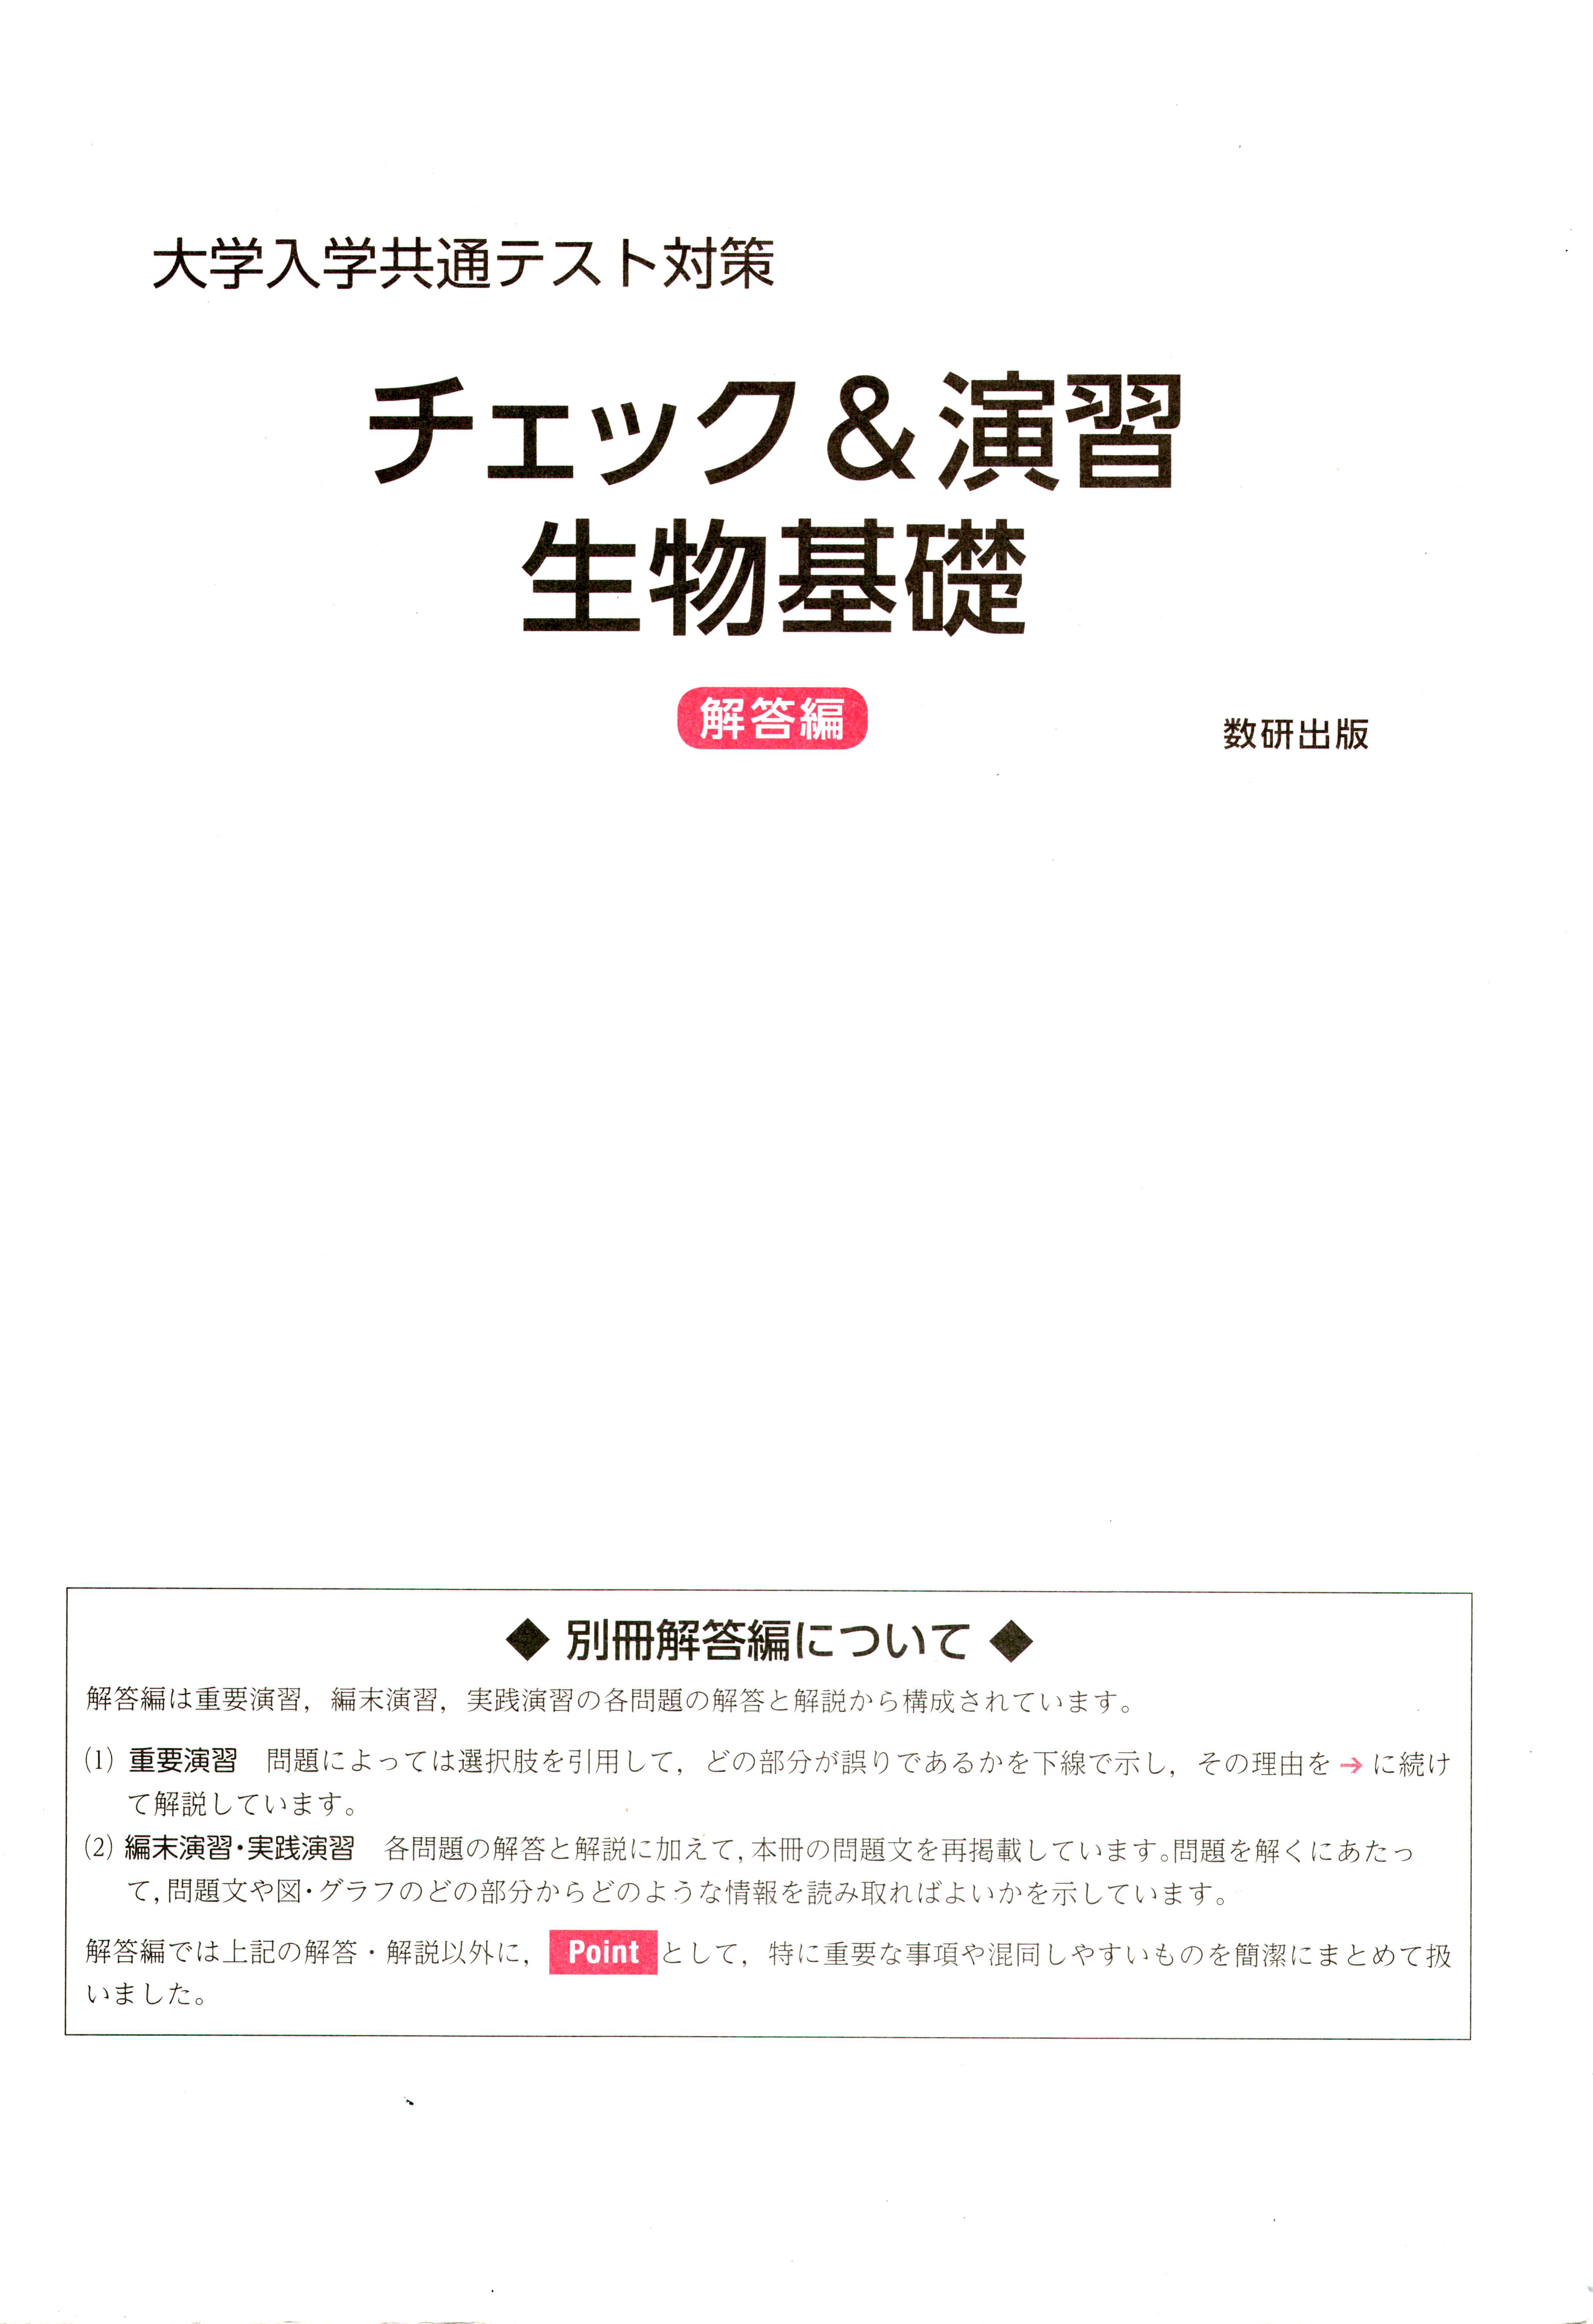 大学入学共通テスト対策
チェック＆演習
生物基礎
解答編
数研出版
◆ 別冊解答編について ◆
解答編は重要演習，編末演習，実践演習の各問題の解答と解説から構成されています。
(1) 重要演習　問題によっては選択肢を引用して，どの部分が誤りであるかを下線で示し，その理由を ➔ に続け
て解説しています。
(2) 編末演習・実践演習　各問題の解答と解説に加えて，本冊の問題文を再掲載しています。問題を解くにあたっ
て，問題文や図・グラフのどの部分からどのような情報を読み取ればよいかを示しています。
解答編では上記の解答・解説以外に， Point として，特に重要な事項や混同しやすいものを簡潔にまとめて扱
いました。